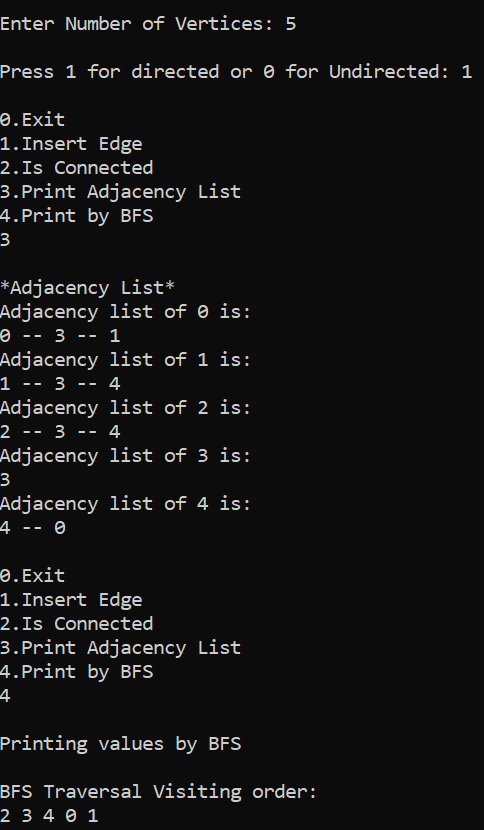 Enter Number of Vertices: 5
Press 1 for directed or 0 for Undirected: 1
0.Exit
1.Insert Edge
2.Is Connected
3.Print Adjacency List
4.Print by BFS
3
*Adjacency List*
Adjacency list of 0 is:
0 -- 3 -- 1
Adjacency list of 1 is:
1 -- 3 -- 4
Adjacency list of 2 is:
2 -- 3 -- 4
Adjacency list of 3 is:
3
Adjacency list of 4 is:
4 -- 0
0.Exit
1.Insert Edge
2.Is Connected
3.Print Adjacency List
4.Print by BFS
4
Printing values by BFS
BFS Traversal Visiting order:
2 3 4 0 1